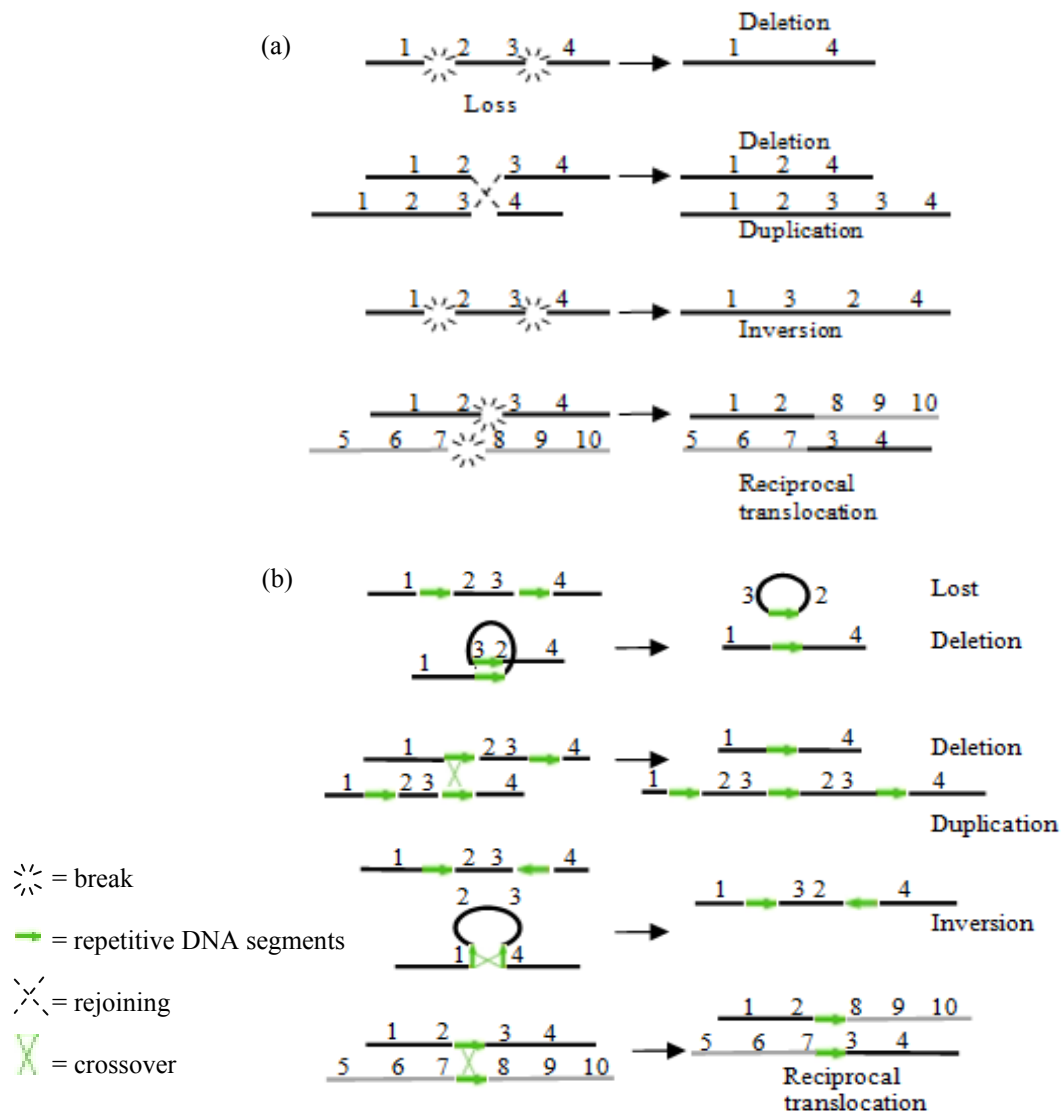 Deletion
(a) 1 2 3 4 1 4
Loss
Deletion
1 2 3 4 1 2 4
1 2 3 4 1 2 3 3 4
Duplication
1 2 3 4 1 3 2 4
Inversion
1 2 3 4 1 2 8 9 10
5 6 7 8 9 10 5 6 7 3 4
Reciprocal
translocation
(b) 1 2 3 4 3 2 Lost
1 3 2 4 1 4 Deletion
1 2 3 4 1 4 Deletion
1 2 3 4 1 2 3 2 3 4
Duplication
1 2 3 4
= break
2 3 1 3 2 4
Inversion
= repetitive DNA segments
1 4
= rejoining
1 2 3 4 1 2 8 9 10
5 6 7 8 9 10 5 6 7 3 4
= crossover
Reciprocal
translocation